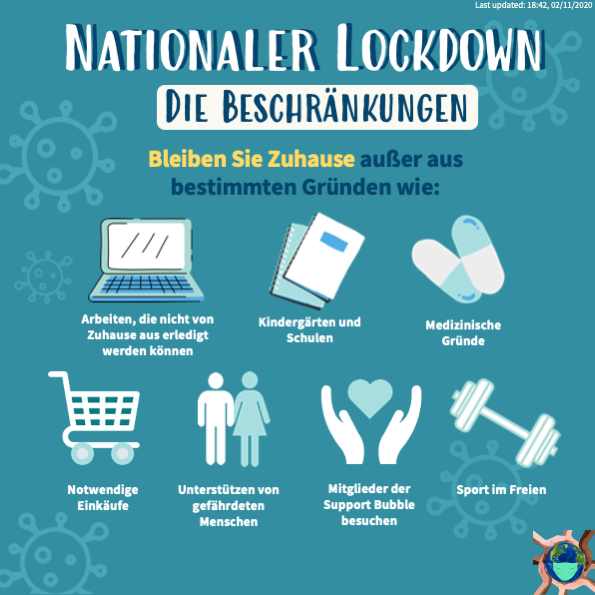 Last updated: 18:42, 02/11/2020
NATIONALER LOCKDOWN
DIE BESCHRÄNKUNGEN
Bleiben Sie Zuhause außer aus
bestimmten Gründen wie:
Arbeiten, die nicht von
Zuhause aus erledigt
werden können
Kindergärten und
Schulen
Medizinische
Gründe
Notwendige
Einkäufe
Unterstützen von
gefährdeten
Menschen
Mitglieder der
Support Bubble
besuchen
Sport im Freien